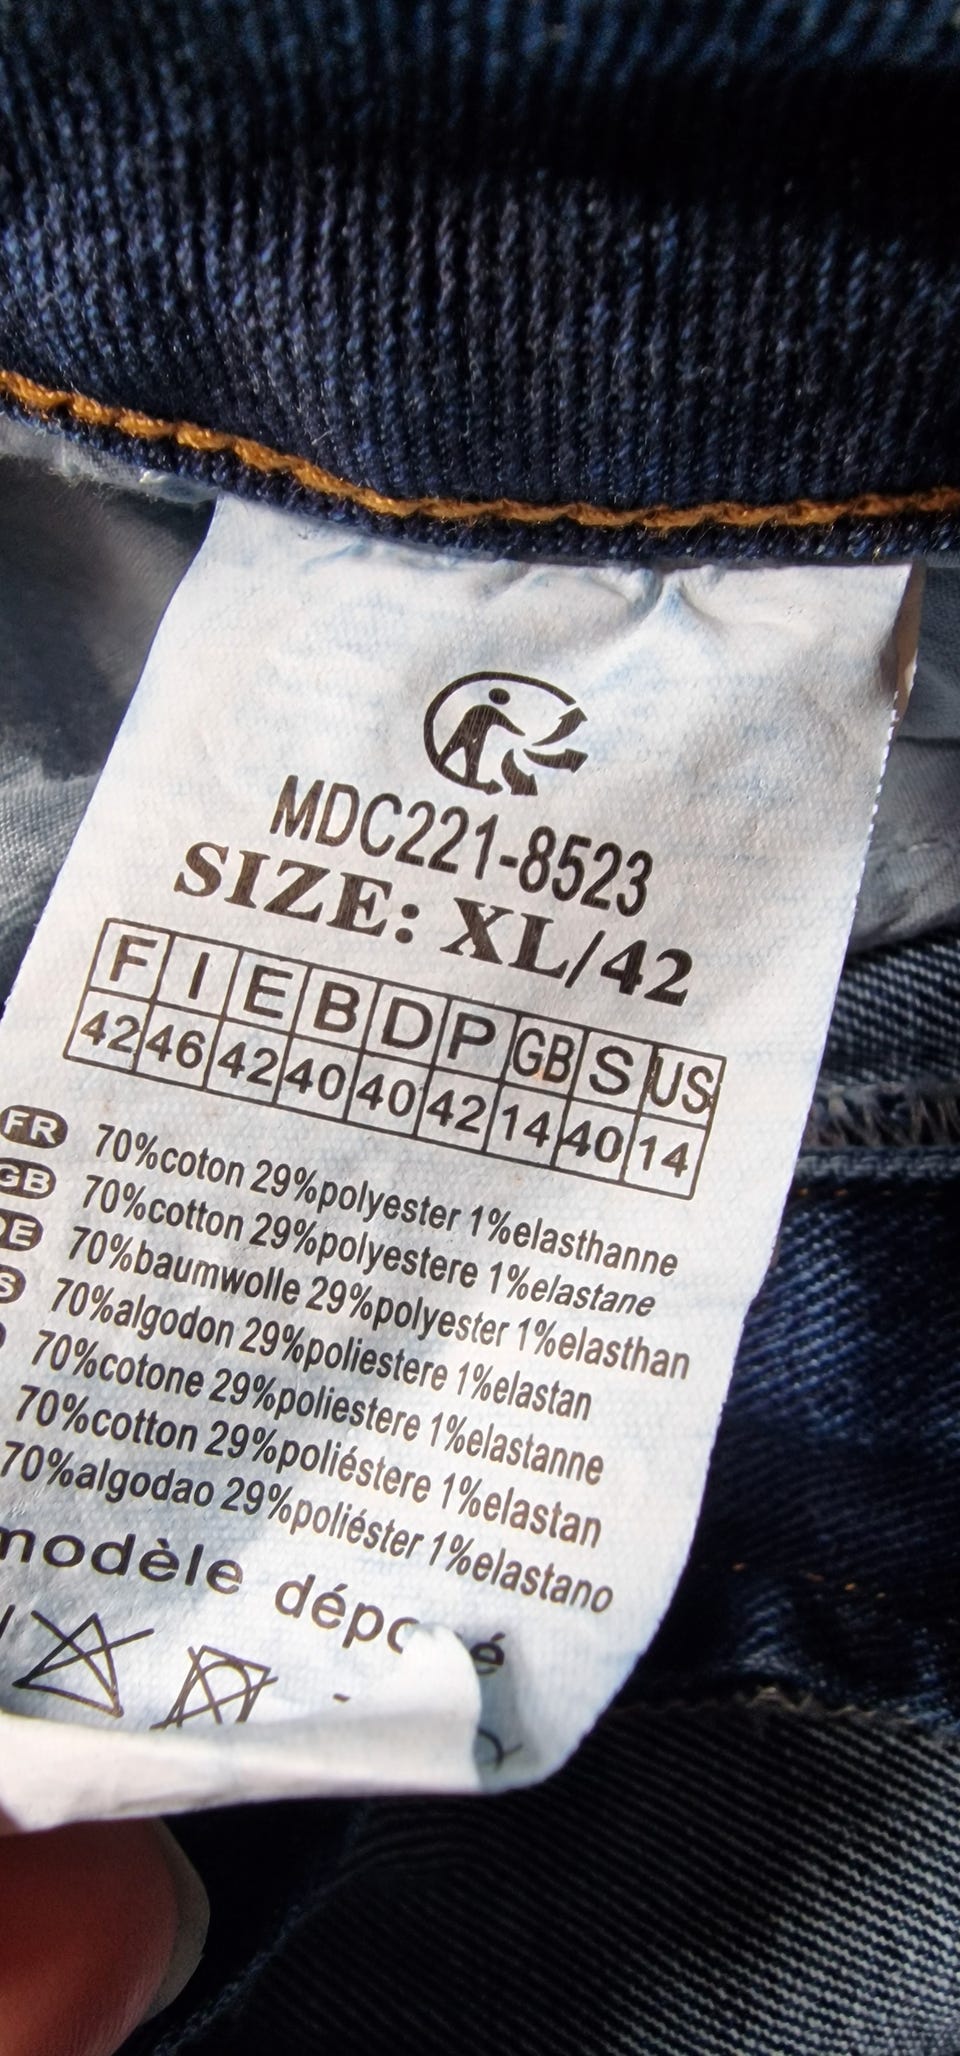 MDC221-8523
SIZE: XL/42
F I E B D P GB S US
42 46 42 40 40 42 14 40 14
FR 70%coton 29%polyester 1%elasthanne
GB 70%cotton 29%polyestere 1%elastane
DE 70%baumwolle 29%polyester 1%elasthan
70%algodon 29%poliestere 1%elastan
70%cotone 29%poliestere 1%elastanne
70%cotton 29%poliéstere 1%elastan
70%algodao 29%poliéster 1%elastano
modèle